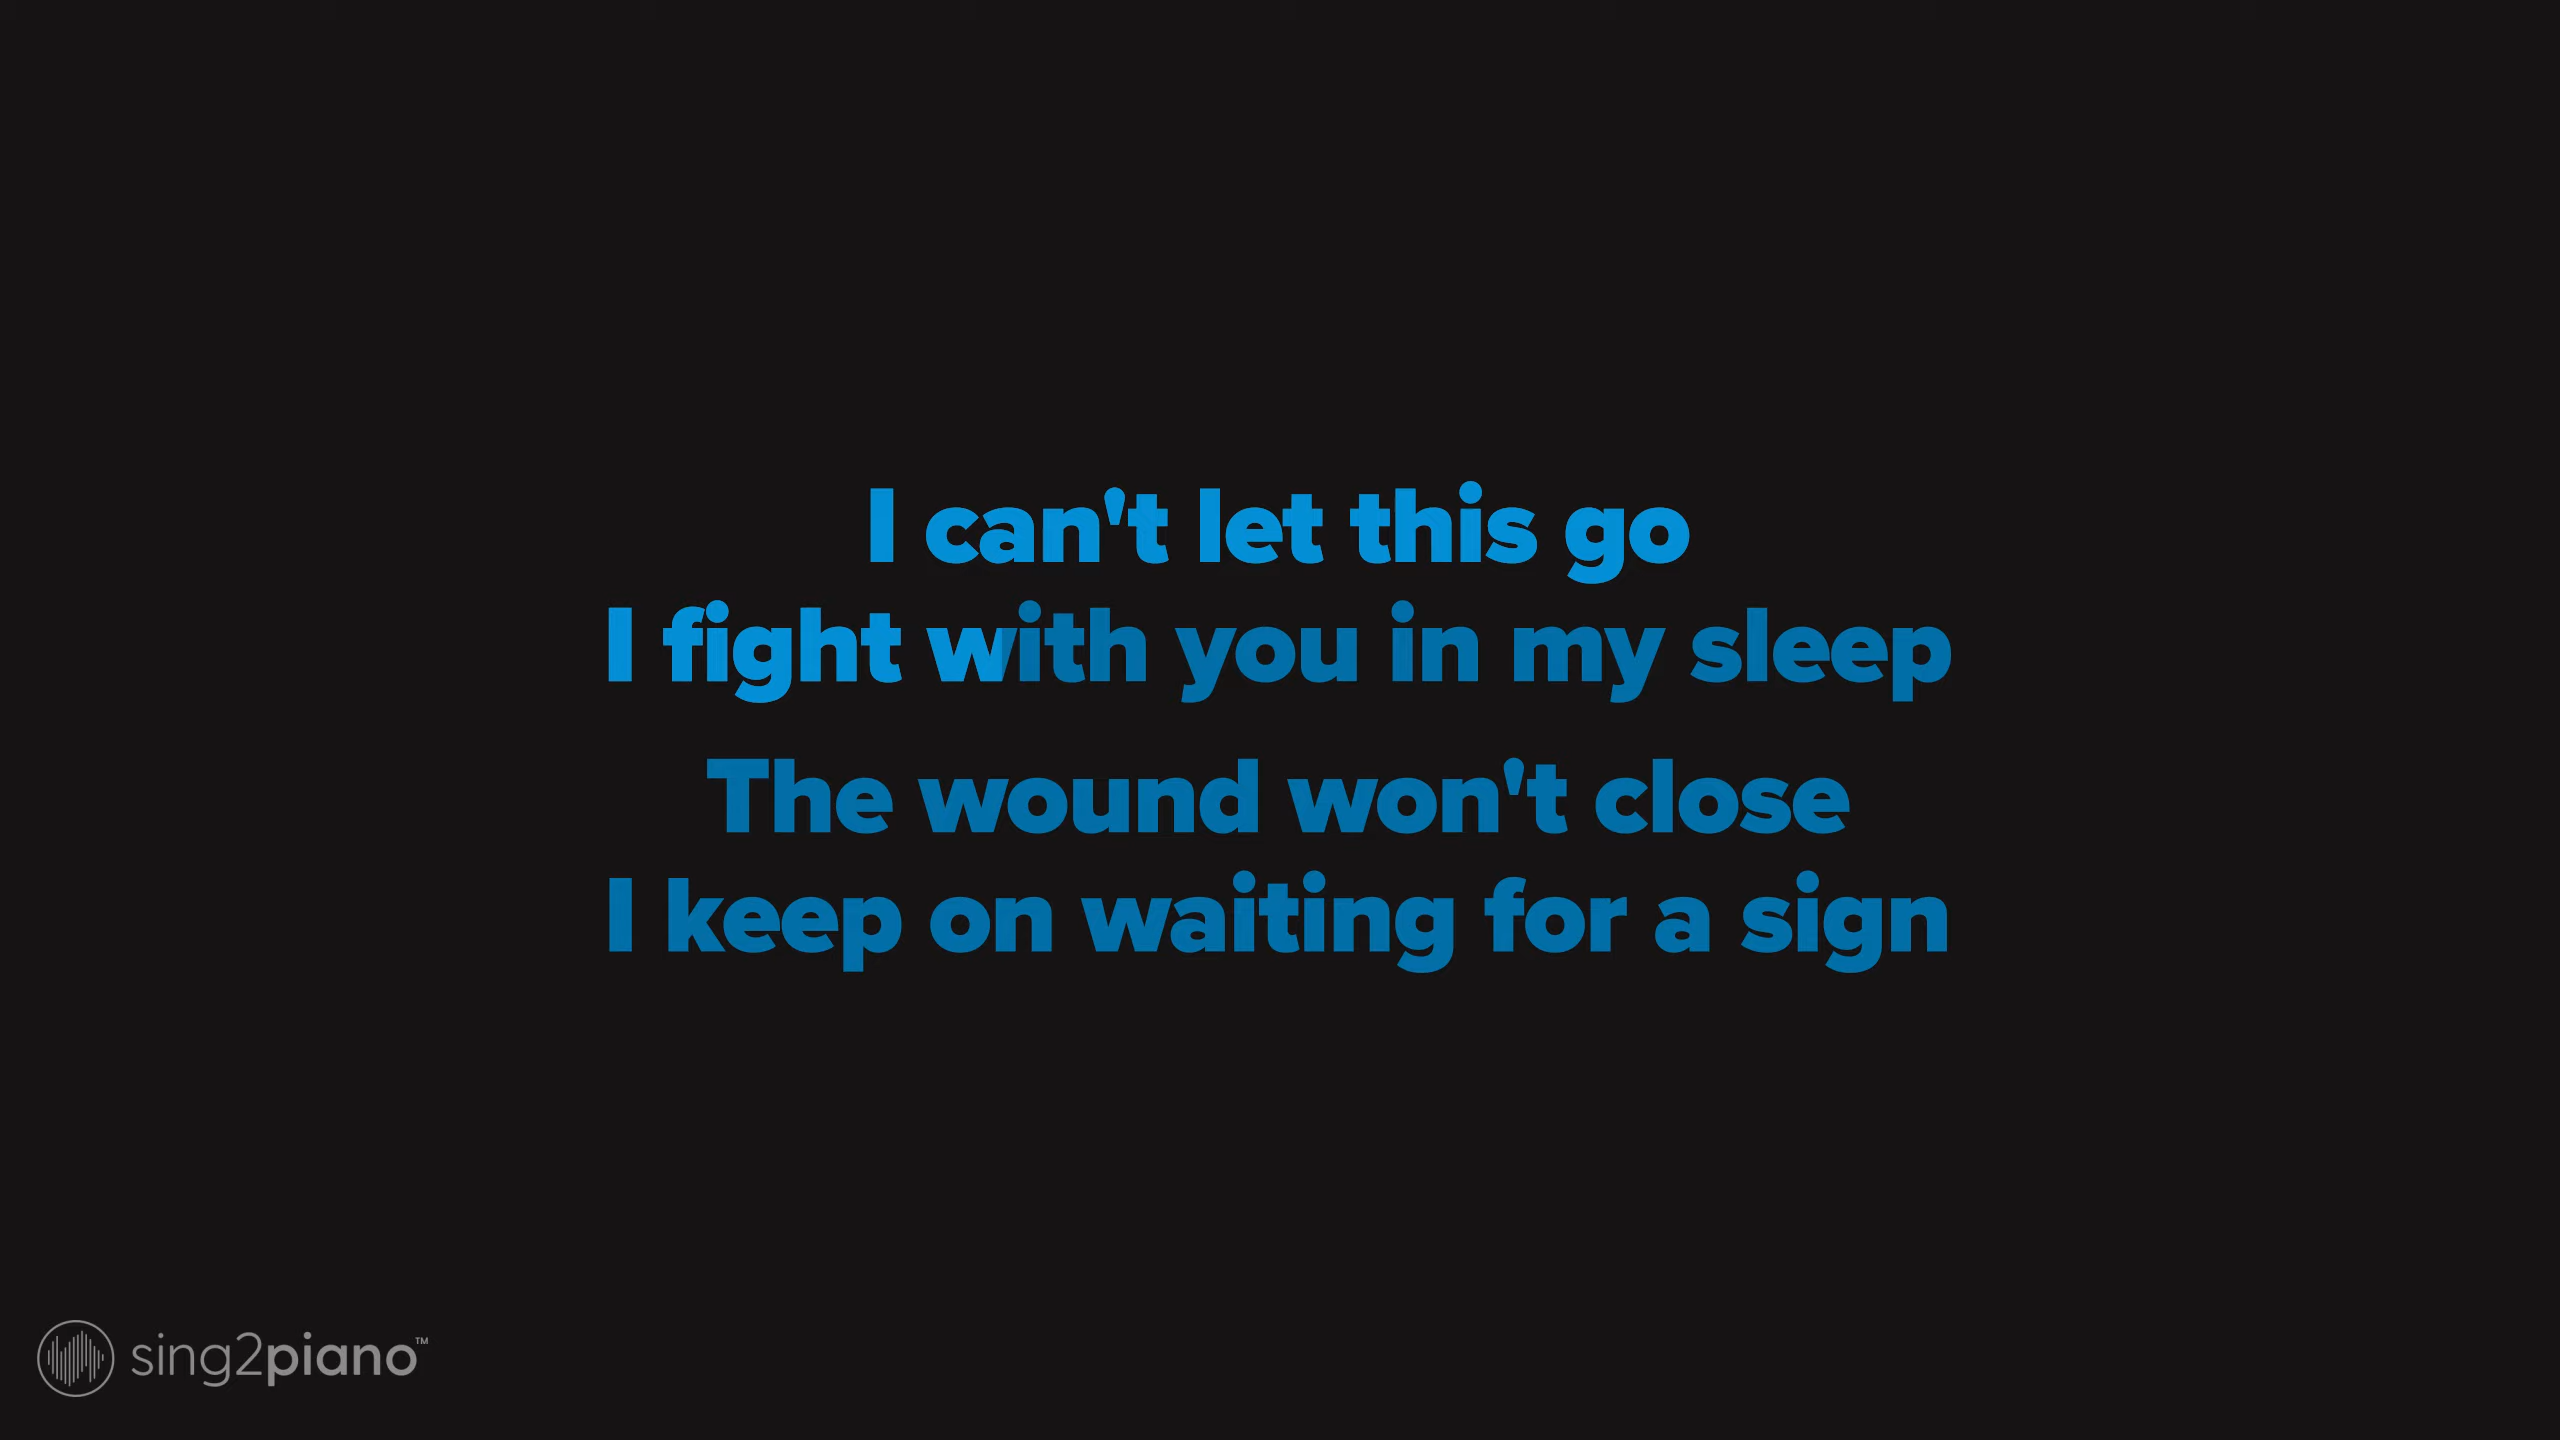 I can't let this go
I fight with you in my sleep
The wound won't close
I keep on waiting for a sign
sing2piano™